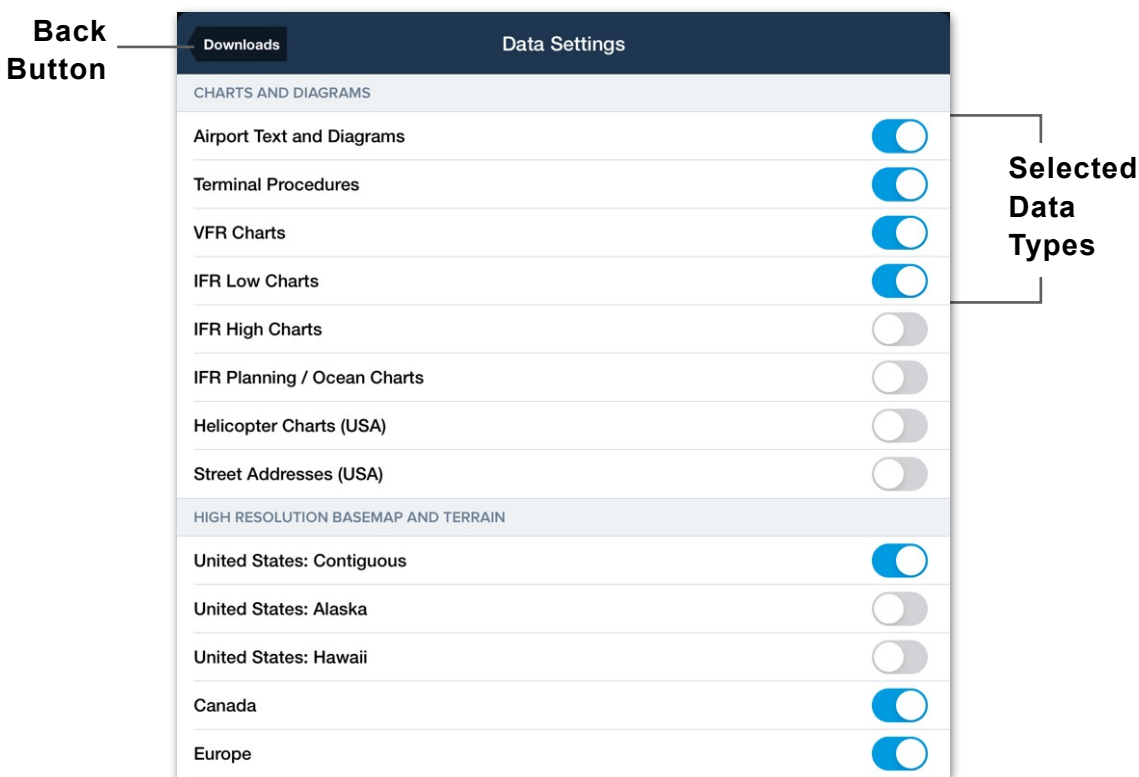 Back
Button
Downloads
Data Settings
CHARTS AND DIAGRAMS
Airport Text and Diagrams
Terminal Procedures
VFR Charts
IFR Low Charts
IFR High Charts
IFR Planning / Ocean Charts
Helicopter Charts (USA)
Street Addresses (USA)
Selected
Data
Types
HIGH RESOLUTION BASEMAP AND TERRAIN
United States: Contiguous
United States: Alaska
United States: Hawaii
Canada
Europe